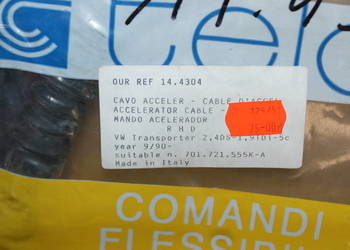 OUR REF 14.4304
CAVO ACCELER - CABLE
ACCELERATOR CABLE -
MANDO ACELERADOR
R H D
VW Transporter
year 9/90-
suitable n. 701.721.555K-A
Made in Italy
COMANDI
FLESSIBILI